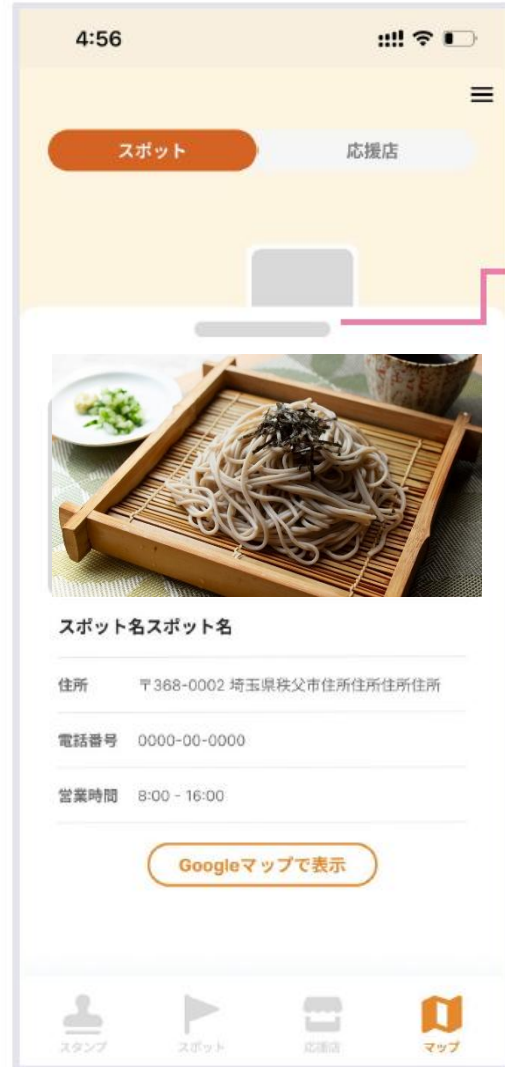 4:56
スポット 応援店
スポット名スポット名
住所 〒368-0002 埼玉県秩父市住所住所住所住所
電話番号 0000-00-0000
営業時間 8:00 - 16:00
Googleマップで表示
スタンプ スポット 応援店 マップ